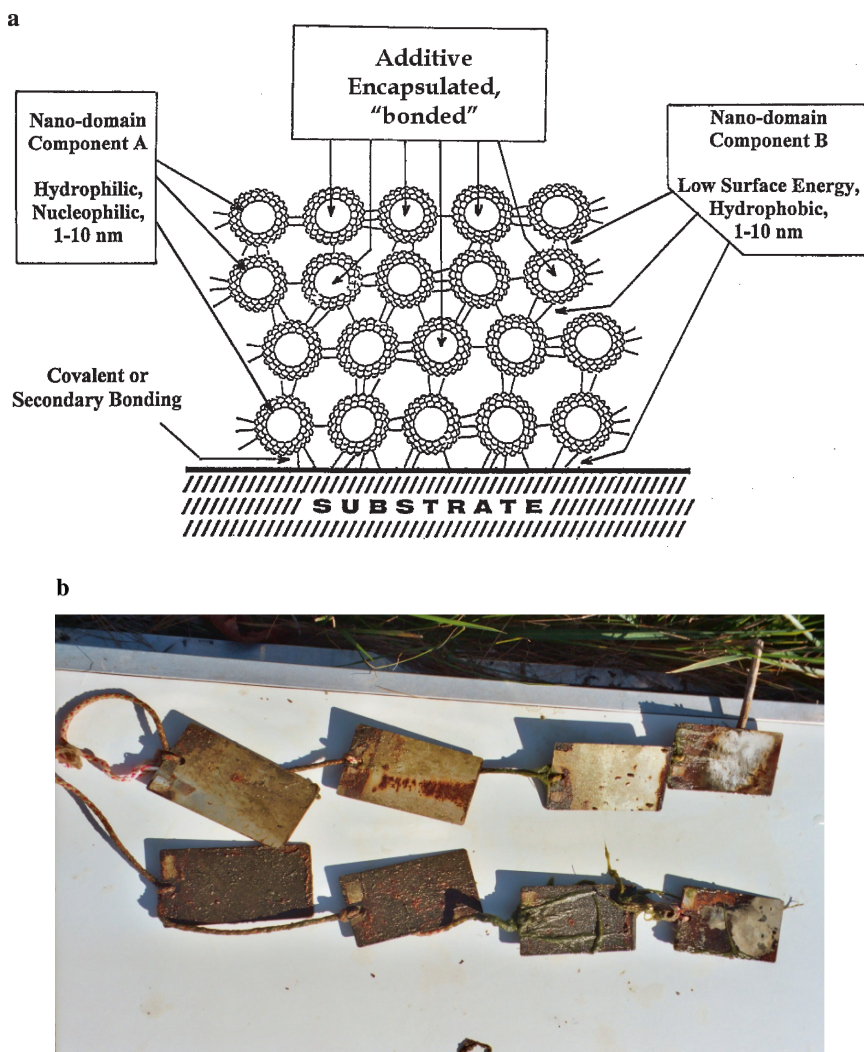 a
Additive
Encapsulated,
“bonded”
Nano-domain
Component A
Hydrophilic,
Nucleophilic,
1-10 nm
Nano-domain
Component B
Low Surface Energy,
Hydrophobic,
1-10 nm
Covalent or
Secondary Bonding
SUBSTRATE
b